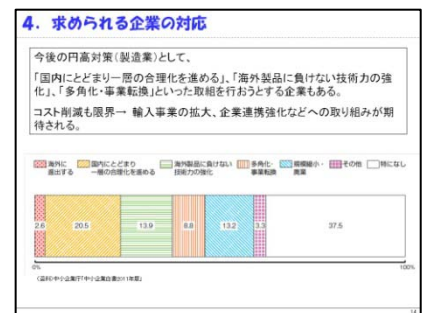 4. 求められる企業の対応
今後の円高対策(製造業)として、
「国内にとどまり一層の合理化を進める」、「海外製品に負けない技術力の強
化」、「多角化・事業転換」といった取組を行おうとする企業もある。
コスト削減も限界→ 輸入事業の拡大、企業連携強化などへの取り組みが期
待される。
海外に
進出する
国内にとどまり
一層の合理化を進める
海外製品に負けない
技術力の強化
多角化・
事業転換
規模縮小・
廃業
その他
特になし
2.6 20.5 13.9 8.8 13.2 3.3 37.5
0% 100%
(資料)中小企業庁「中小企業白書2011年版」
14